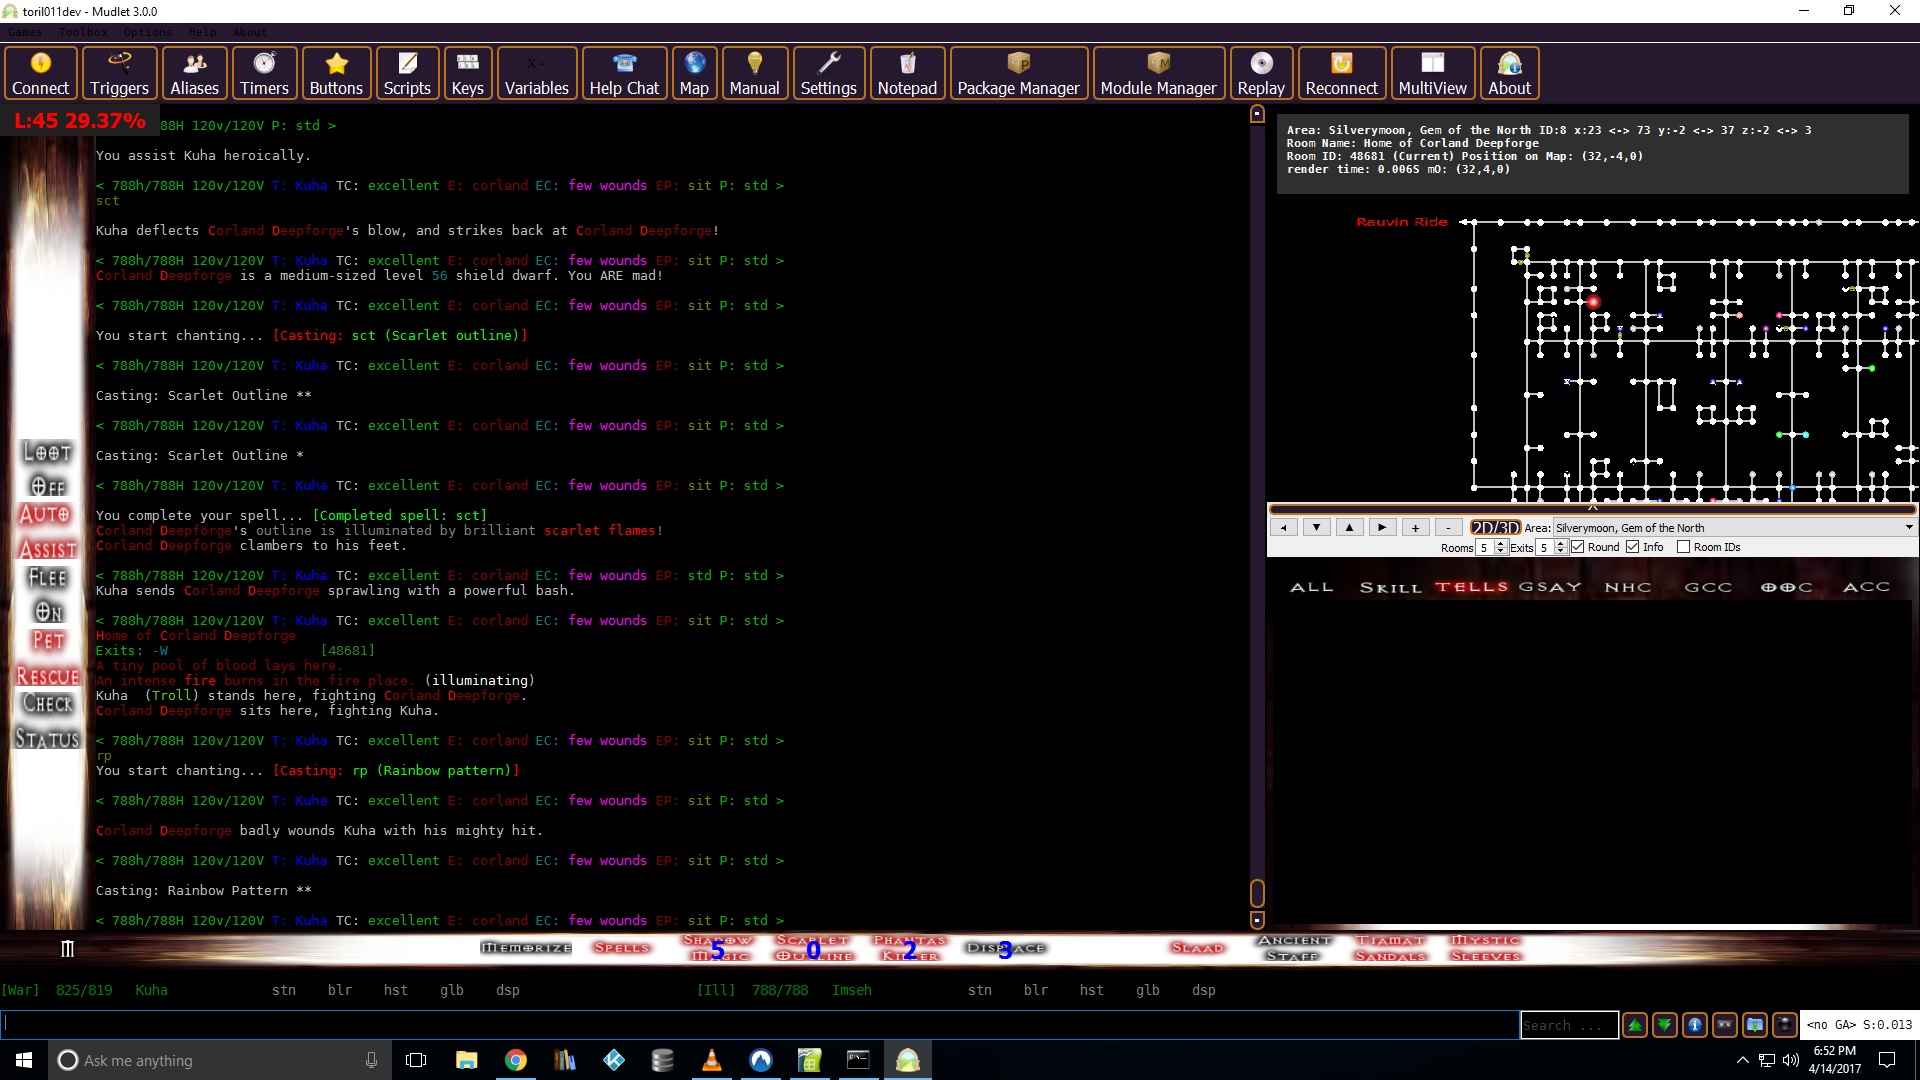 toril011dev - Mudlet 3.0.0
Games Toolbox Options Help About
Connect Triggers Aliases Timers Buttons Scripts Keys Variables Help Chat Map Manual Settings Notepad Package Manager Module Manager Replay Reconnect MultiView About
L:45 29.37%
88H 120v/120V P: std >
You assist Kuha heroically.
< 788h/788H 120v/120V T: Kuha TC: excellent E: corland EC: few wounds EP: sit P: std >
sct
Kuha deflects Corland Deepforge's blow, and strikes back at Corland Deepforge!
< 788h/788H 120v/120V T: Kuha TC: excellent E: corland EC: few wounds EP: sit P: std >
Corland Deepforge is a medium-sized level 56 shield dwarf. You ARE mad!
< 788h/788H 120v/120V T: Kuha TC: excellent E: corland EC: few wounds EP: sit P: std >
You start chanting... [Casting: sct (Scarlet outline)]
< 788h/788H 120v/120V T: Kuha TC: excellent E: corland EC: few wounds EP: sit P: std >
Casting: Scarlet Outline **
< 788h/788H 120v/120V T: Kuha TC: excellent E: corland EC: few wounds EP: sit P: std >
Casting: Scarlet Outline *
< 788h/788H 120v/120V T: Kuha TC: excellent E: corland EC: few wounds EP: sit P: std >
You complete your spell... [Completed spell: sct]
Corland Deepforge's outline is illuminated by brilliant scarlet flames!
Corland Deepforge clambers to his feet.
< 788h/788H 120v/120V T: Kuha TC: excellent E: corland EC: few wounds EP: std P: std >
Kuha sends Corland Deepforge sprawling with a powerful bash.
< 788h/788H 120v/120V T: Kuha TC: excellent E: corland EC: few wounds EP: sit P: std >
Home of Corland Deepforge
Exits: -W [48681]
A tiny pool of blood lays here.
An intense fire burns in the fire place. (illuminating)
Kuha (Troll) stands here, fighting Corland Deepforge.
Corland Deepforge sits here, fighting Kuha.
< 788h/788H 120v/120V T: Kuha TC: excellent E: corland EC: few wounds EP: sit P: std >
rp
You start chanting... [Casting: rp (Rainbow pattern)]
< 788h/788H 120v/120V T: Kuha TC: excellent E: corland EC: few wounds EP: sit P: std >
Corland Deepforge badly wounds Kuha with his mighty hit.
< 788h/788H 120v/120V T: Kuha TC: excellent E: corland EC: few wounds EP: sit P: std >
Casting: Rainbow Pattern **
< 788h/788H 120v/120V T: Kuha TC: excellent E: corland EC: few wounds EP: sit P: std >
Loot
Off
Auto
Assist
Flee
On
Pet
Rescue
Check
Status
Area: Silverymoon, Gem of the North ID:8 x:23 <-> 73 y:-2 <-> 37 z:-2 <-> 3
Room Name: Home of Corland Deepforge
Room ID: 48681 (Current) Position on Map: (32,-4,0)
render time: 0.006S mO: (32,4,0)
Rauvin Ride
+ - 2D/3D Area: Silverymoon, Gem of the North
Rooms 5 Exits 5 Round Info Room IDs
ALL SKILL TELLS GSAY NHC GCC OOC ACC
Memorize Spells Shadow Magic 5 Scarlet Outline 0 Phantas Killer 2 Displace 3 Slaad Ancient Staff Tiamat Sandals Mystic Sleeves
[War] 825/819 Kuha stn blr hst glb dsp [Ill] 788/788 Imseh stn blr hst glb dsp
Search ... <no GA> S:0.013
Ask me anything
6:52 PM
4/14/2017